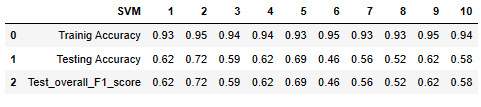 SVM 1 2 3 4 5 6 7 8 9 10
0 Trainig Accuracy 0.93 0.95 0.94 0.94 0.93 0.95 0.93 0.93 0.95 0.94
1 Testing Accuracy 0.62 0.72 0.59 0.62 0.69 0.46 0.56 0.52 0.62 0.58
2 Test_overall_F1_score 0.62 0.72 0.59 0.62 0.69 0.46 0.56 0.52 0.62 0.58